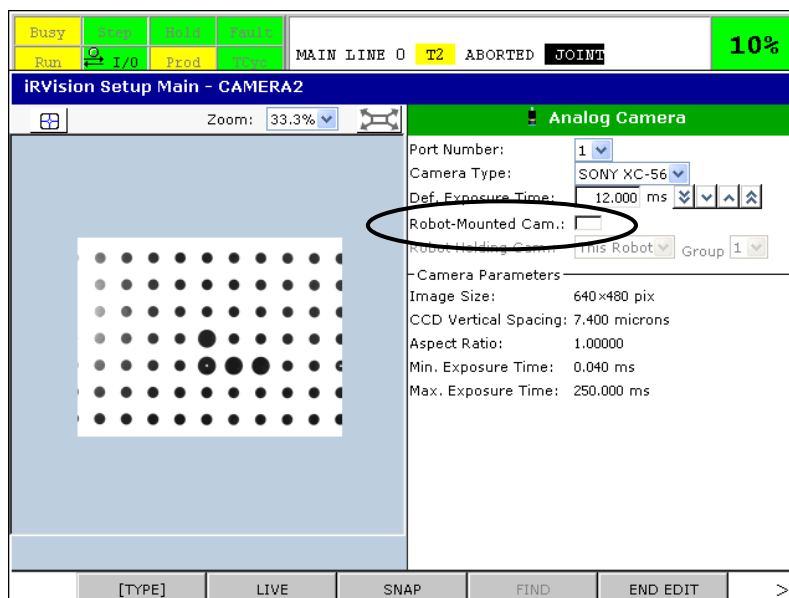 Busy Step Hold Fault
Run I/O Prod TCyc
MAIN LINE 0 T2 ABORTED JOINT
10%
iRVision Setup Main - CAMERA2
Zoom: 33.3%
Analog Camera
Port Number: 1
Camera Type: SONY XC-56
Def. Exposure Time: 12.000 ms
Robot-Mounted Cam.:
Robot Holding Cam.: This Robot Group 1
Camera Parameters
Image Size: 640×480 pix
CCD Vertical Spacing: 7.400 microns
Aspect Ratio: 1.00000
Min. Exposure Time: 0.040 ms
Max. Exposure Time: 250.000 ms
[TYPE] LIVE SNAP FIND END EDIT >